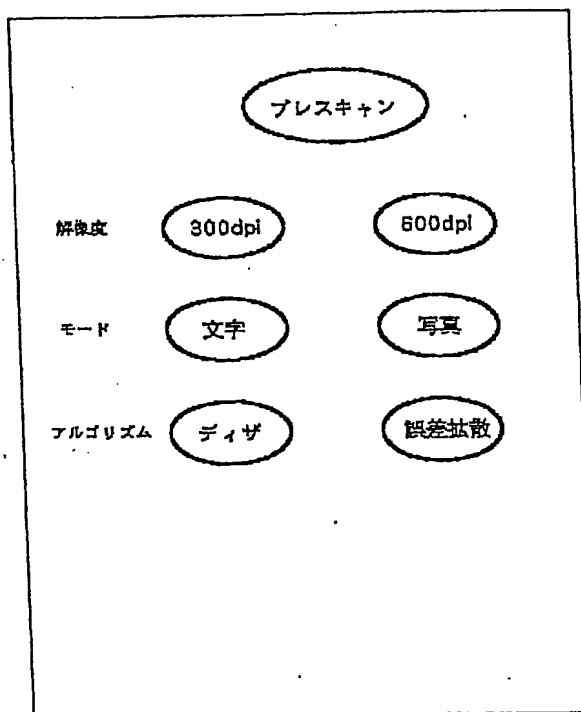 プレスキャン
解像度 300dpi 600dpi
モード 文字 写真
アルゴリズム ディザ 誤差拡散